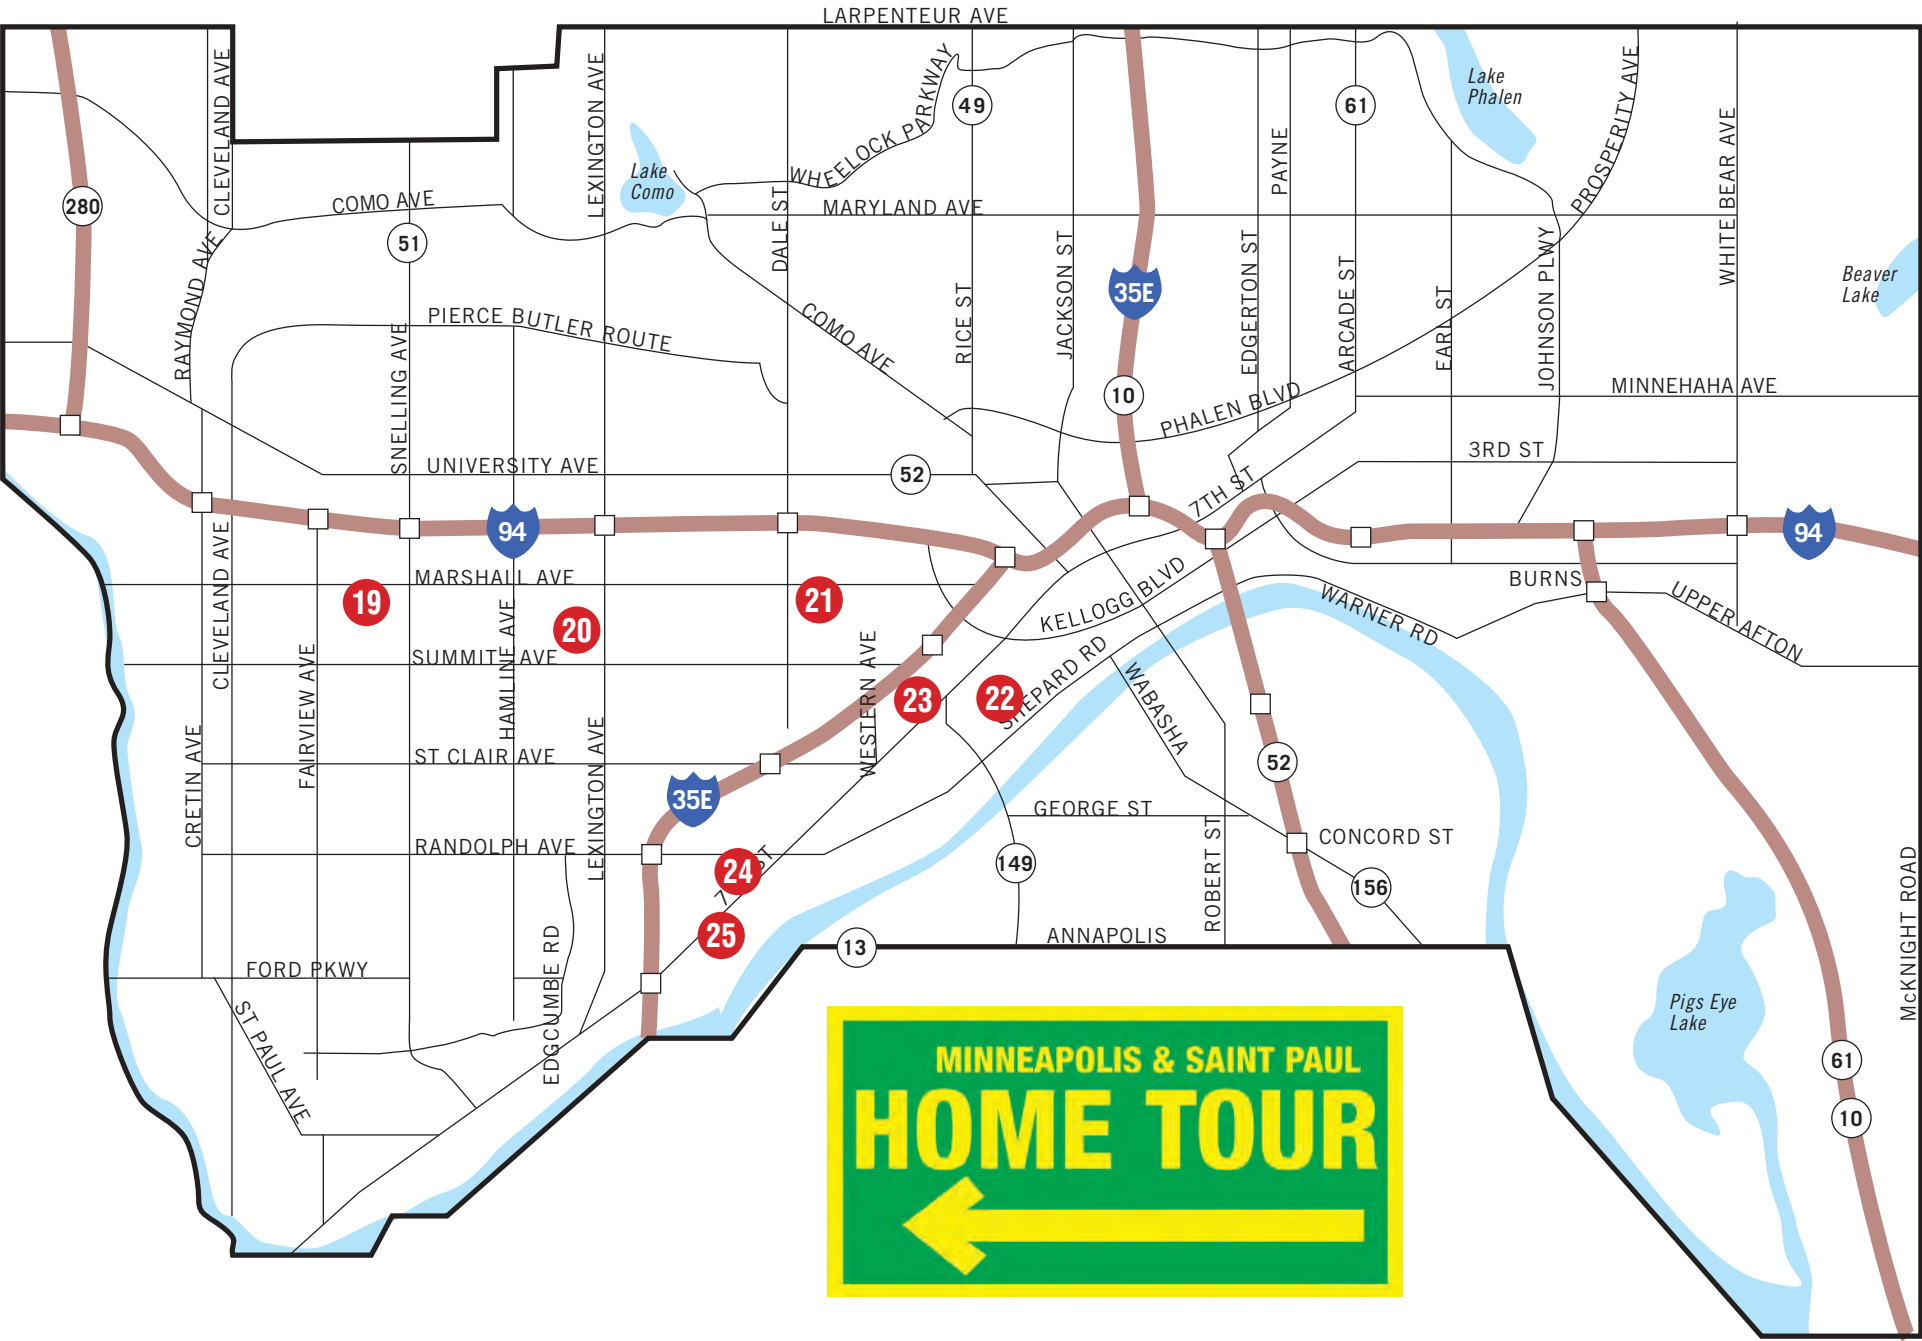 LARPENTEUR AVE
CLEVELAND AVE
LEXINGTON AVE
WHEELOCK PARKWAY
49
61
Lake
Phalen
PROSPERITY AVE
WHITE BEAR AVE
PAYNE
Lake
Como
280
COMO AVE
51
DALE ST
MARYLAND AVE
RAYMOND AVE
JACKSON ST
EDGERTON ST
ARCADE ST
EARL ST
JOHNSON PLWY
Beaver
Lake
35E
RICE ST
PIERCE BUTLER ROUTE
COMO AVE
SNELLING AVE
10
PHALEN BLVD
MINNEHAHA AVE
UNIVERSITY AVE
52
3RD ST
7TH ST
94
94
CLEVELAND AVE
MARSHALL AVE
19
20
21
KELLOGG BLVD
WARNER RD
BURNS
UPPER AFTON
HAMLINE AVE
SUMMIT AVE
FAIRVIEW AVE
WESTERN AVE
23
22
SHEPARD RD
WABASHA
ST CLAIR AVE
CRETIN AVE
LEXINGTON AVE
35E
52
GEORGE ST
ROBERT ST
CONCORD ST
RANDOLPH AVE
24
7 ST
149
156
McKNIGHT ROAD
25
13
ANNAPOLIS
FORD PKWY
EDGCUMBE RD
ST PAUL AVE
Pigs Eye
Lake
61
10
MINNEAPOLIS & SAINT PAUL
HOME TOUR